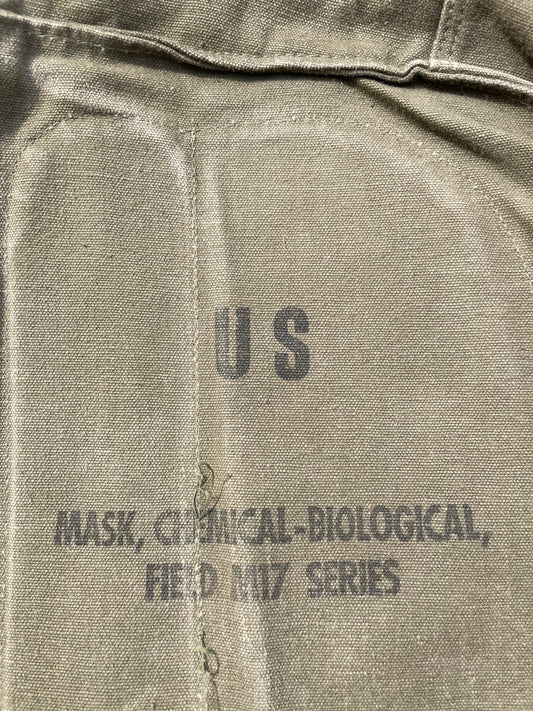 US
MASK, CHEMICAL-BIOLOGICAL,
FIELD M17 SERIES